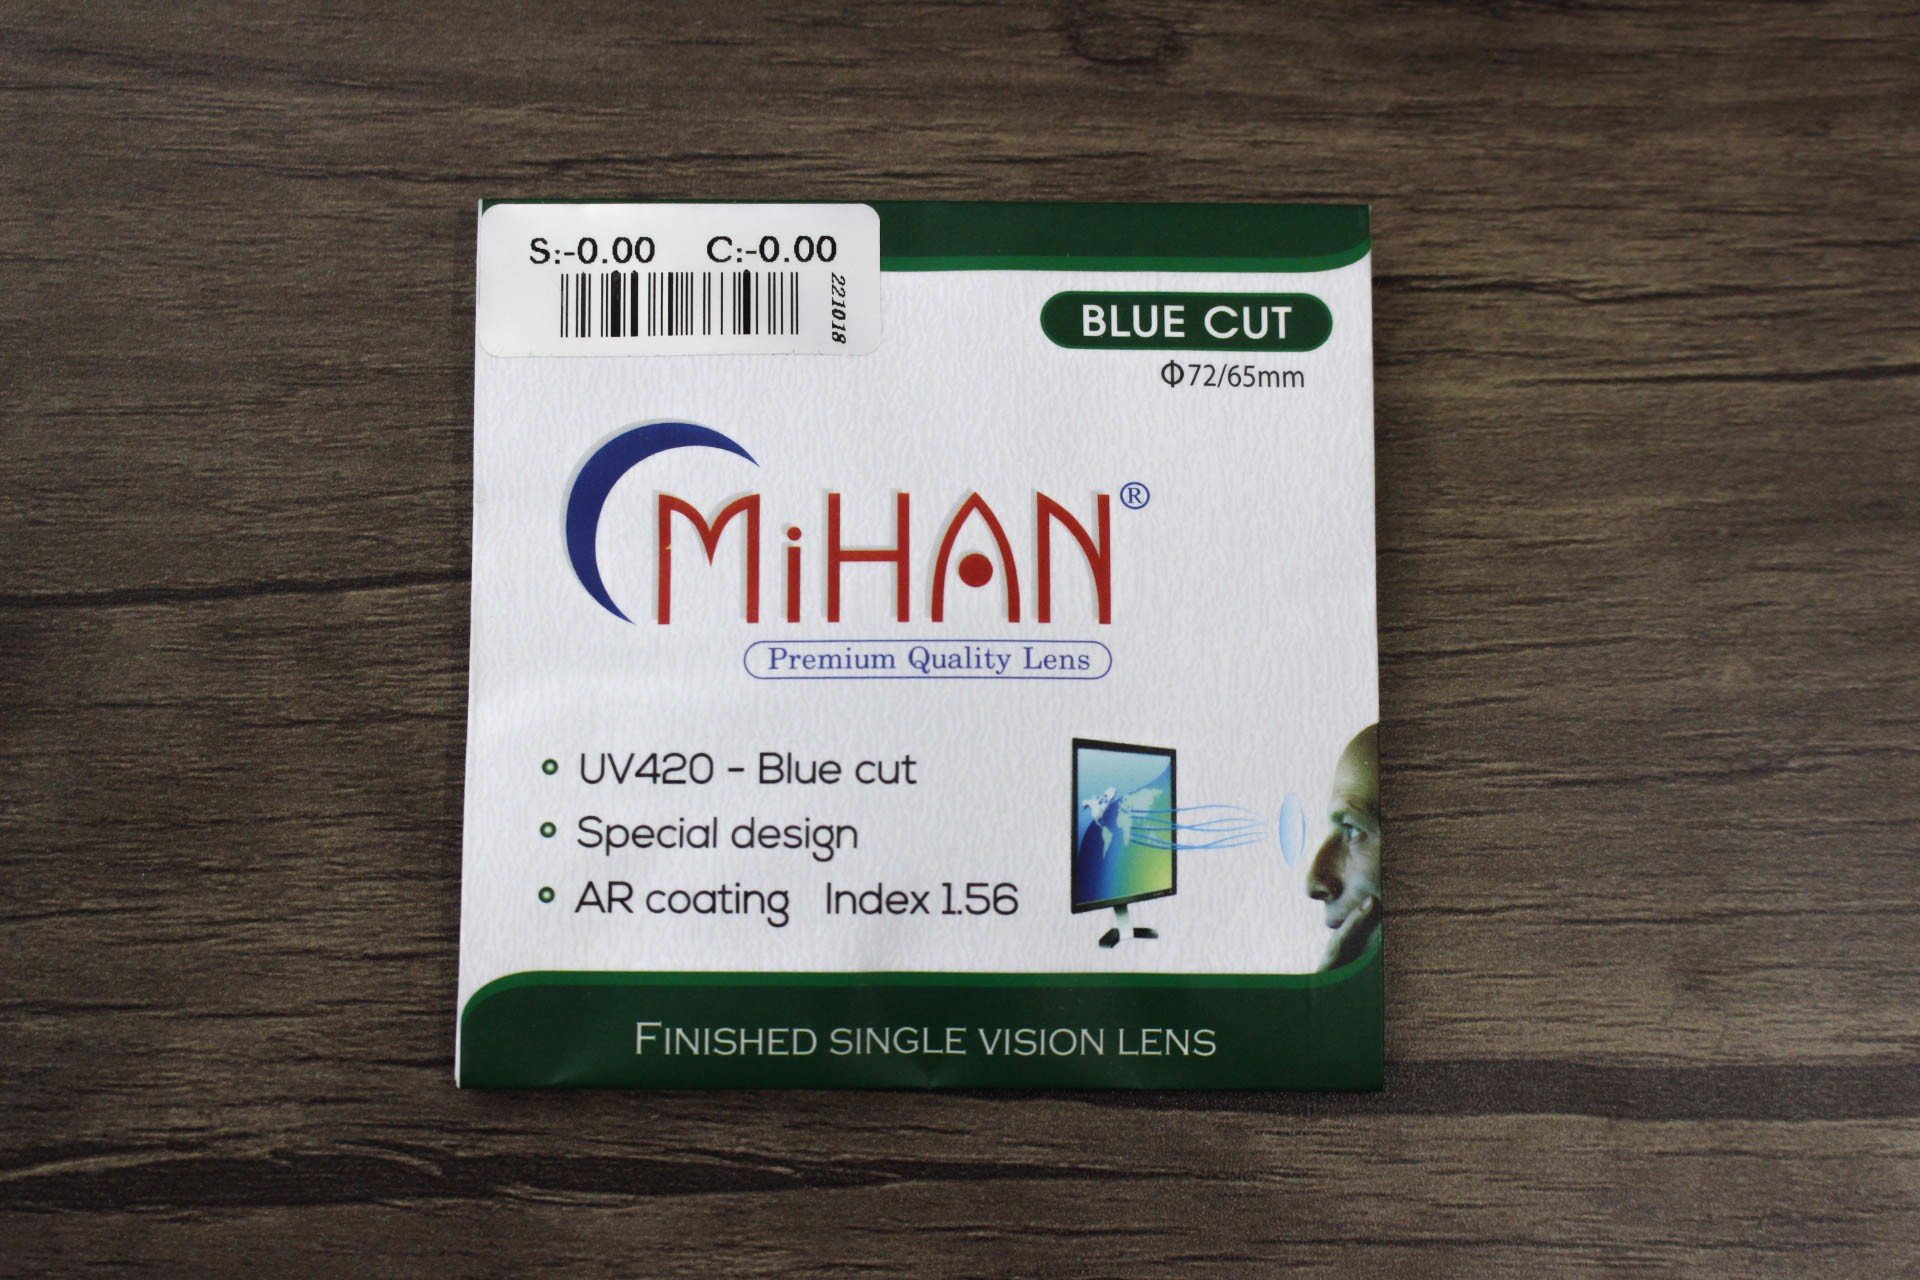 S:-0.00 C:-0.00
221018
BLUE CUT
Φ72/65mm
MiHAN®
Premium Quality Lens
UV420 - Blue cut
Special design
AR coating Index 1.56
FINISHED SINGLE VISION LENS